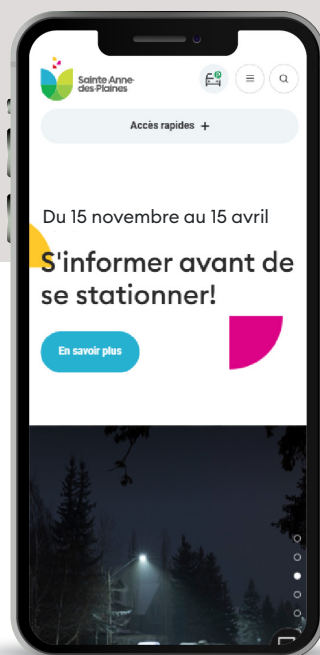 Sainte Anne-
des-Plaines
Accès rapides +
Du 15 novembre au 15 avril
S'informer avant de
se stationner!
En savoir plus